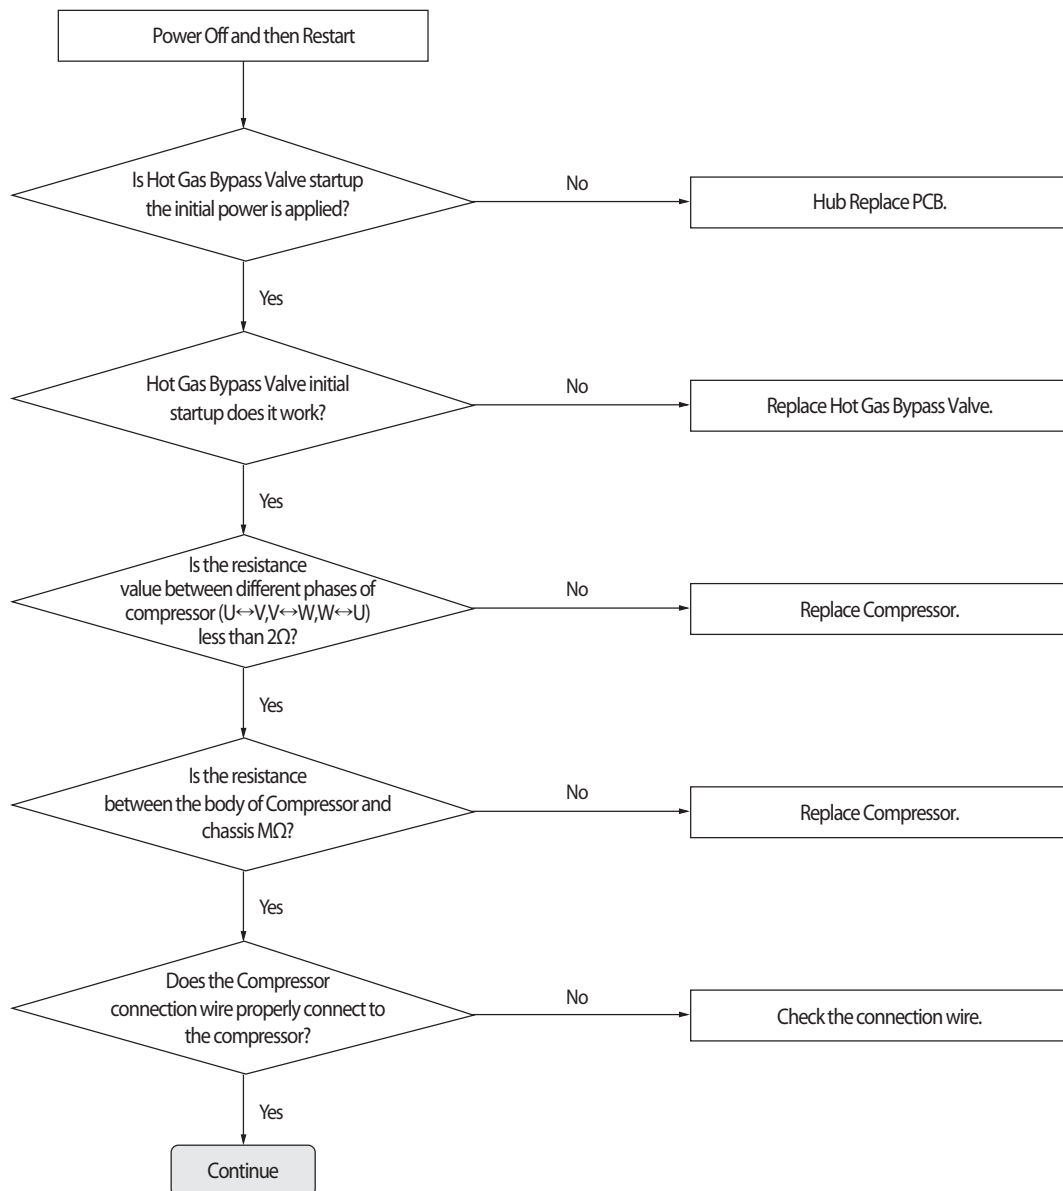 Power Off and then Restart
Is Hot Gas Bypass Valve startup
the initial power is applied?
No
Hub Replace PCB.
Yes
Hot Gas Bypass Valve initial
startup does it work?
No
Replace Hot Gas Bypass Valve.
Yes
Is the resistance
value between different phases of
compressor (U↔V,V↔W,W↔U)
less than 2Ω?
No
Replace Compressor.
Yes
Is the resistance
between the body of Compressor and
chassis MΩ?
No
Replace Compressor.
Yes
Does the Compressor
connection wire properly connect to
the compressor?
No
Check the connection wire.
Yes
Continue